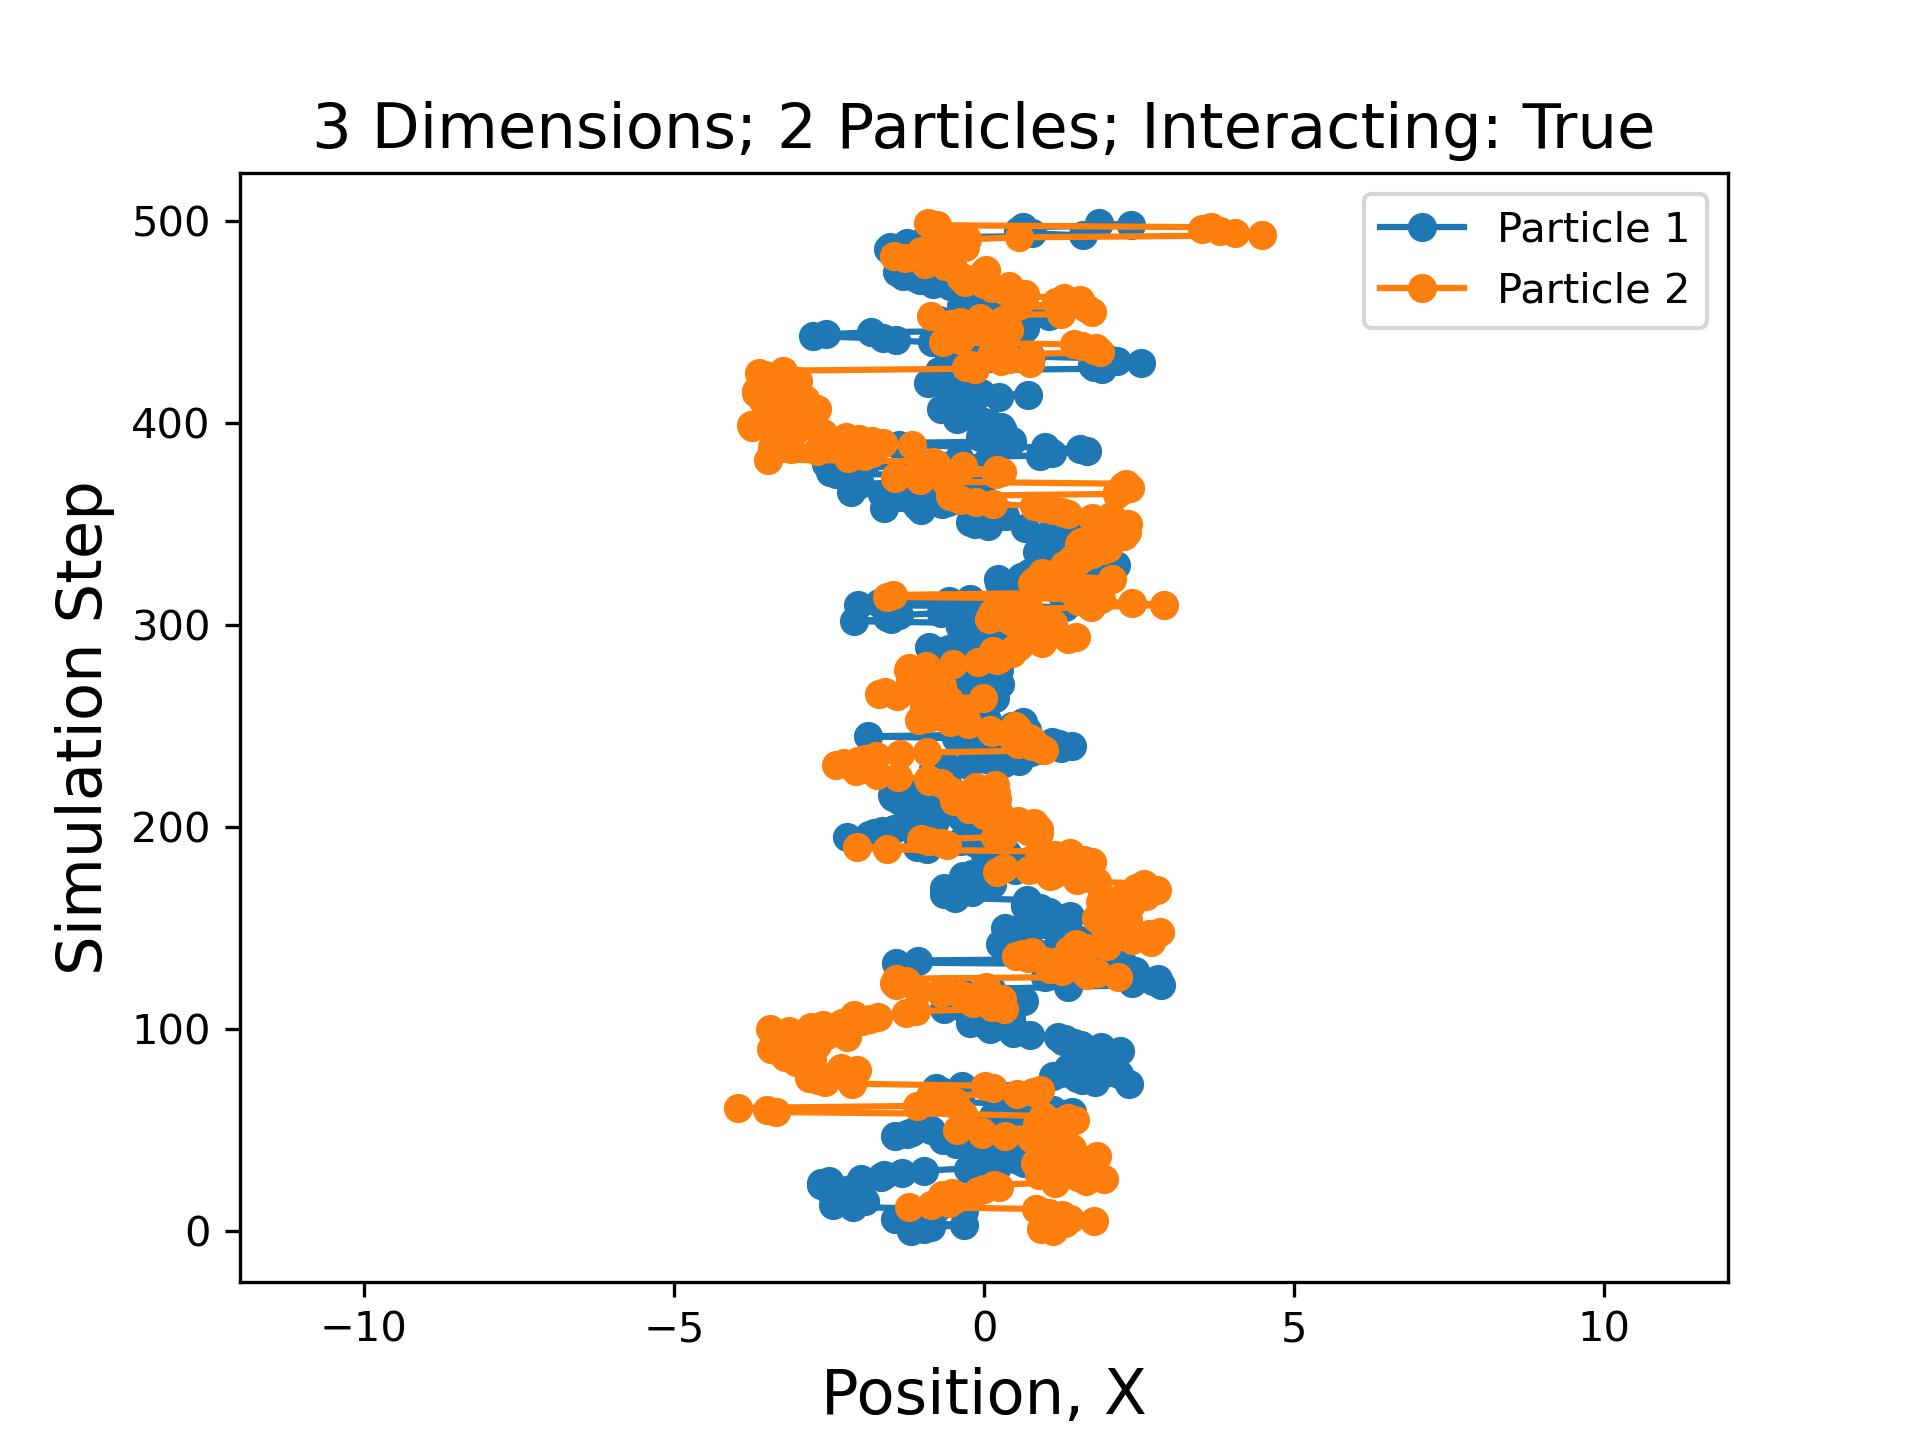 3 Dimensions; 2 Particles; Interacting: True
Particle 1
Particle 2
Simulation Step
500
400
300
200
100
0
−10
−5
0
5
10
Position, X